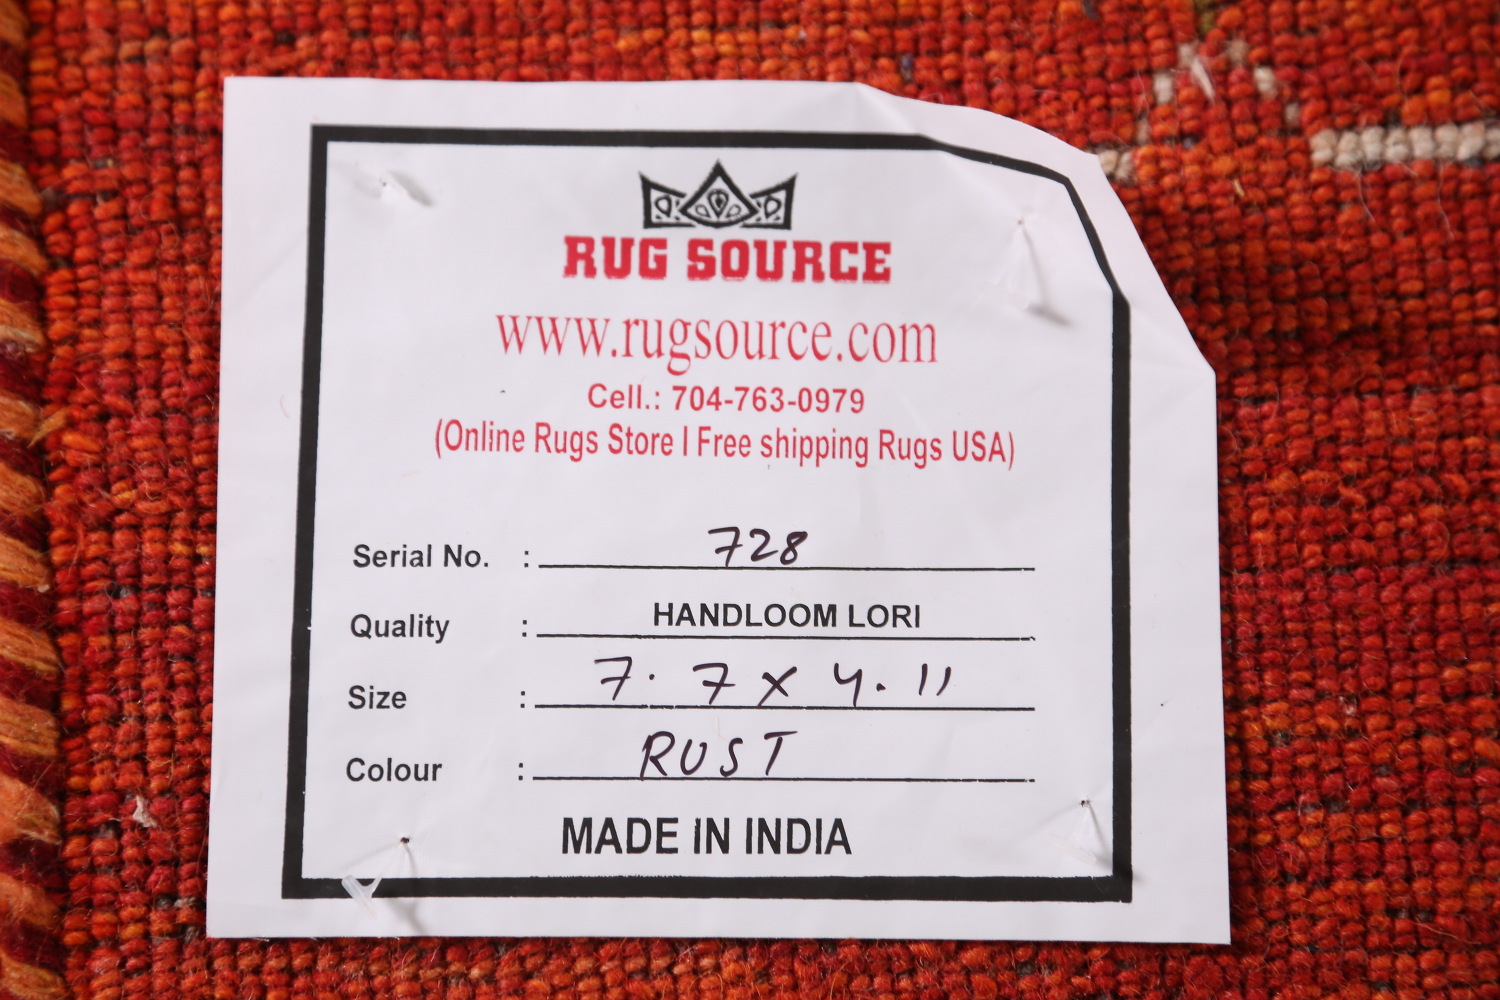 RUG SOURCE
www.rugsource.com
Cell.: 704-763-0979
(Online Rugs Store I Free shipping Rugs USA)
Serial No. : 728
Quality : HANDLOOM LORI
Size : 7.7 x 4.11
Colour : RUST
MADE IN INDIA